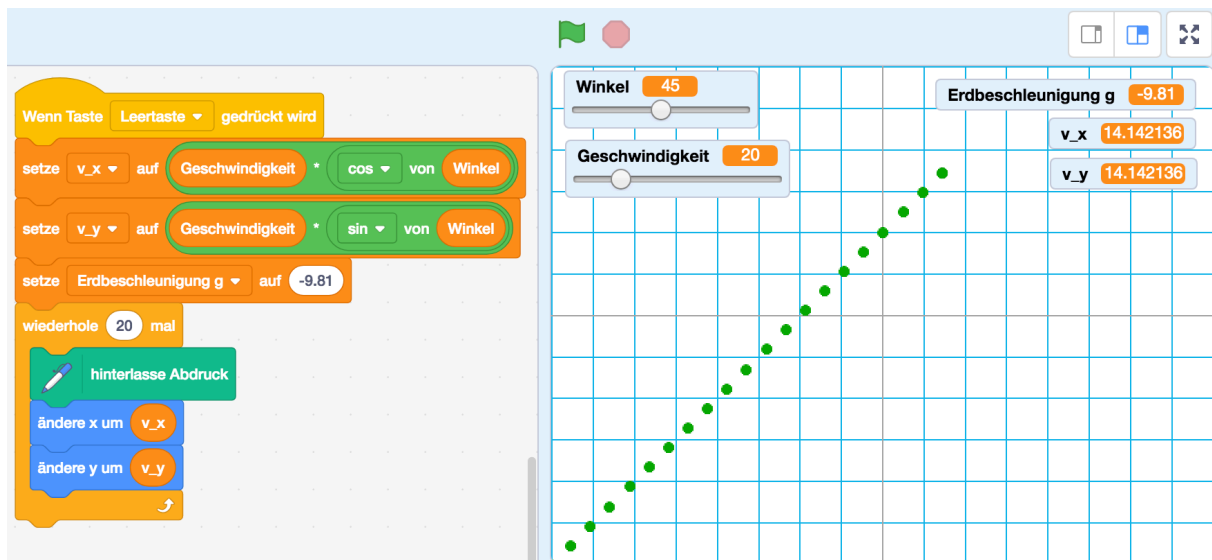 Wenn Taste Leertaste gedrückt wird
setze v_x auf Geschwindigkeit * cos von Winkel
setze v_y auf Geschwindigkeit * sin von Winkel
setze Erdbeschleunigung g auf -9.81
wiederhole 20 mal
hinterlasse Abdruck
ändere x um v_x
ändere y um v_y
Winkel 45
Geschwindigkeit 20
Erdbeschleunigung g -9.81
v_x 14.142136
v_y 14.142136